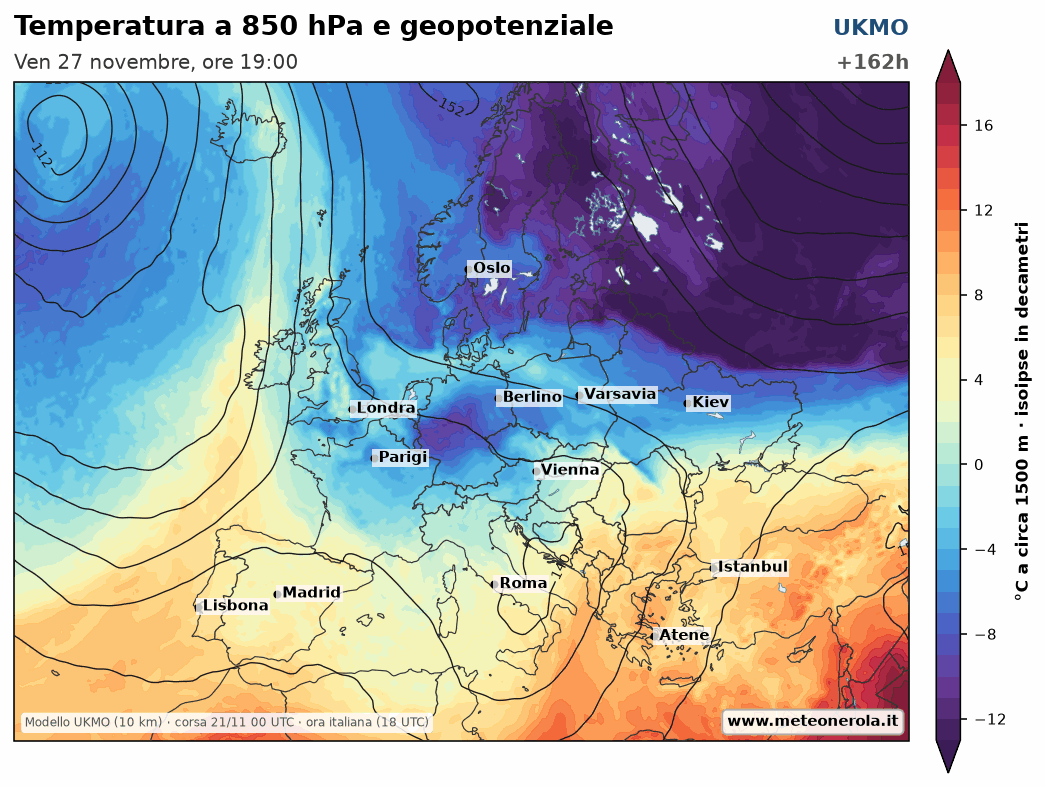 Temperatura a 850 hPa e geopotenziale
UKMO
Ven 27 novembre, ore 19:00
+162h
152
112
16
12
8
4
0
−4
−8
−12
°C a circa 1500 m · isoipse in decametri
Oslo
Londra
Berlino
Varsavia
Kiev
Parigi
Vienna
Roma
Istanbul
Madrid
Lisbona
Atene
Modello UKMO (10 km) · corsa 21/11 00 UTC · ora italiana (18 UTC)
www.meteonerola.it